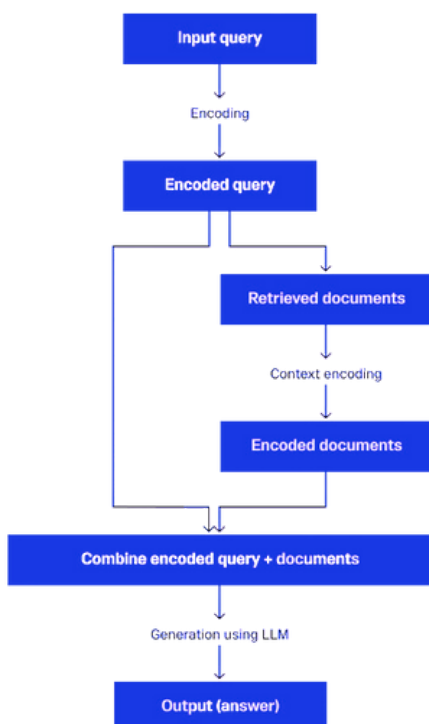 Input query
Encoding
Encoded query
Retrieved documents
Context encoding
Encoded documents
Combine encoded query + documents
Generation using LLM
Output (answer)